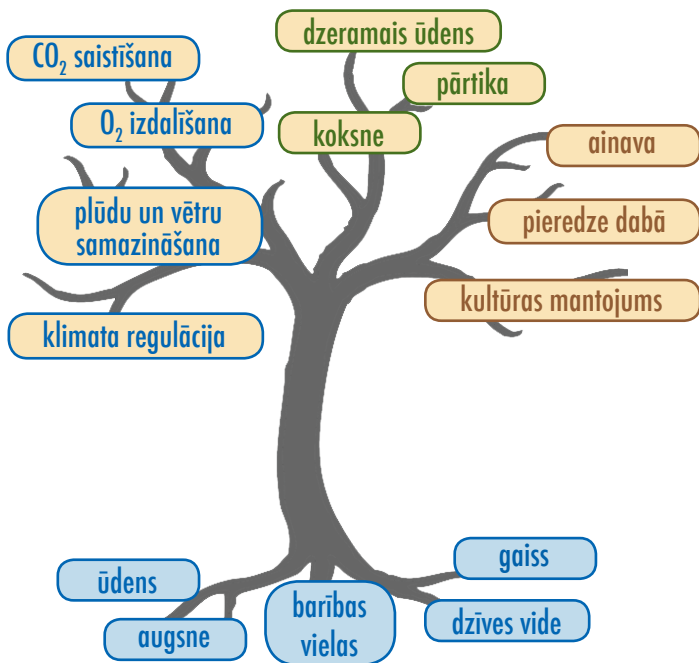 CO₂ saistīšana
O₂ izdalīšana
plūdu un vētru
samazināšana
klimata regulācija
dzeramais ūdens
pārtika
koksne
ainava
pieredze dabā
kultūras mantojums
ūdens
augsne
barības
vielas
gaiss
dzīves vide